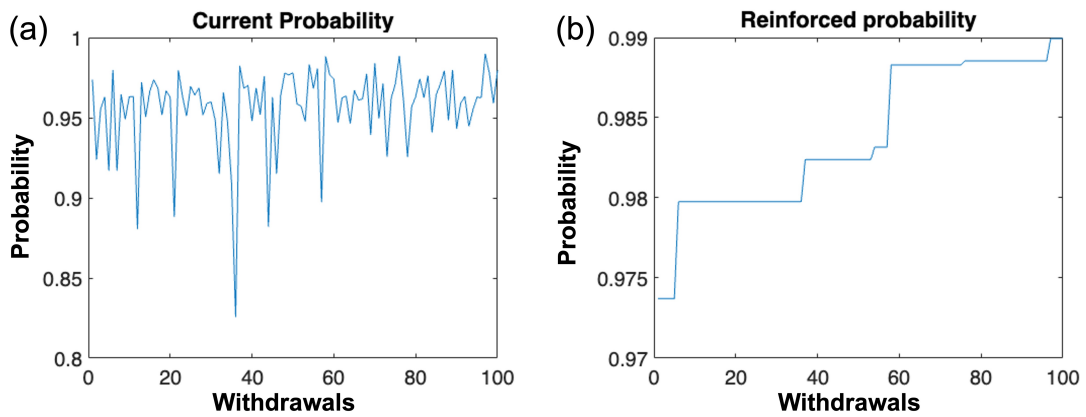 (a)
Current Probability
1
0.95
0.9
0.85
0.8
Probability
0 20 40 60 80 100
Withdrawals
(b)
Reinforced probability
0.99
0.985
0.98
0.975
0.97
Probability
0 20 40 60 80 100
Withdrawals